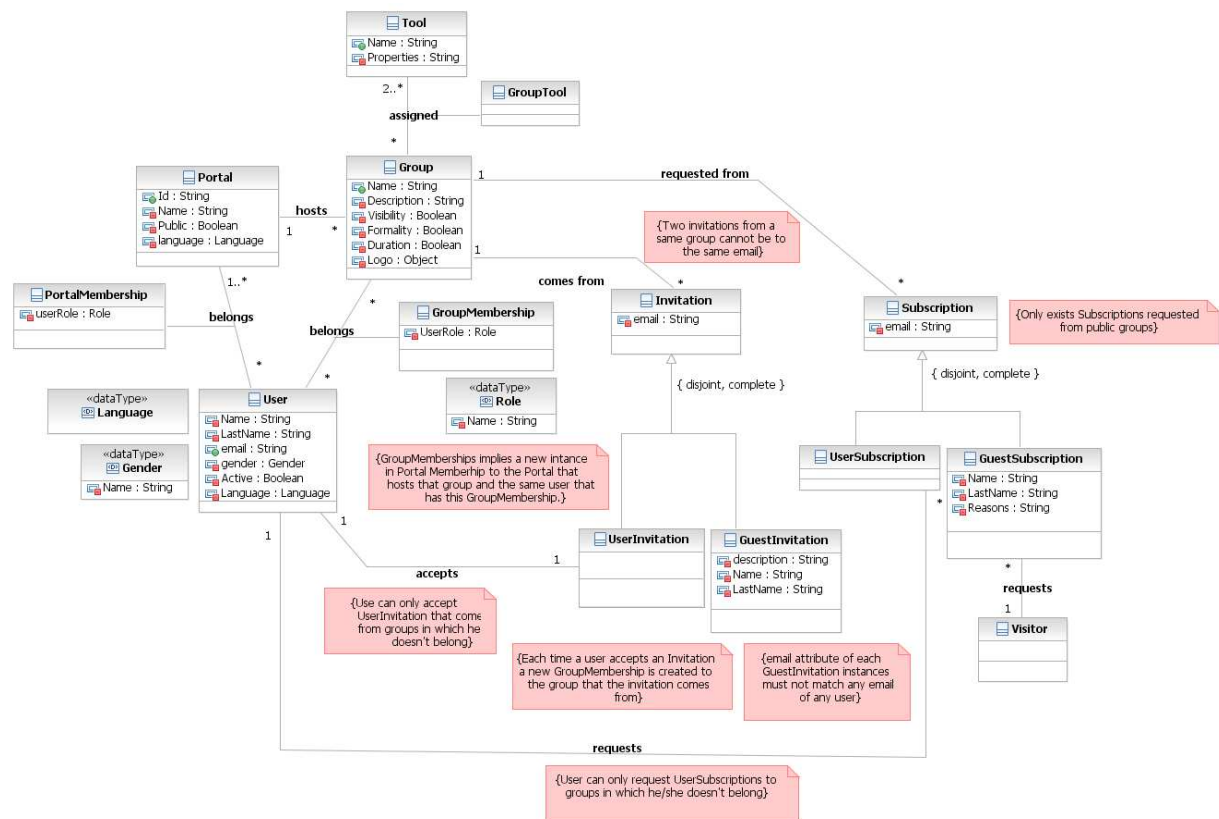 Tool
Name : String
Properties : String
2..*
GroupTool
assigned
*
Portal
Id : String
Name : String
Public : Boolean
language : Language
hosts
1
*
Group
Name : String
Description : String
Visibility : Boolean
Formality : Boolean
Duration : Boolean
Logo : Object
1
requested from
*
1
comes from
*
{Two invitations from a
same group cannot be to
the same email}
PortalMembership
userRole : Role
1..*
belongs
*
*
belongs
*
GroupMembership
UserRole : Role
Invitation
email : String
Subscription
email : String
{Only exists Subscriptions requested
from public groups}
{ disjoint, complete }
{ disjoint, complete }
«dataType»
Language
«dataType»
Gender
Name : String
User
Name : String
LastName : String
email : String
gender : Gender
Active : Boolean
Language : Language
«dataType»
Role
Name : String
{GroupMemberships implies a new intance
in Portal Memberhip to the Portal that
hosts that group and the same user that
has this GroupMembership.}
UserSubscription
*
GuestSubscription
Name : String
LastName : String
Reasons : String
1
1
accepts
1
UserInvitation
GuestInvitation
description : String
Name : String
LastName : String
*
requests
1
Visitor
{Use can only accept
UserInvitation that come
from groups in which he
doesn't belong}
{Each time a user accepts an Invitation
a new GroupMembership is created to
the group that the invitation comes
from}
{email attribute of each
GuestInvitation instances
must not match any email
of any user}
requests
{User can only request UserSubscriptions to
groups in which he/she doesn't belong}